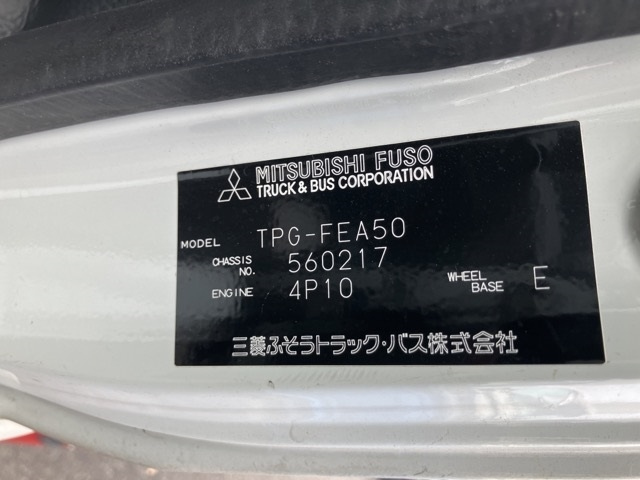 MITSUBISHI FUSO
TRUCK & BUS CORPORATION
MODEL TPG-FEA50
CHASSIS NO. 560217
ENGINE 4P10 WHEEL BASE E
三菱ふそうトラック・バス株式会社